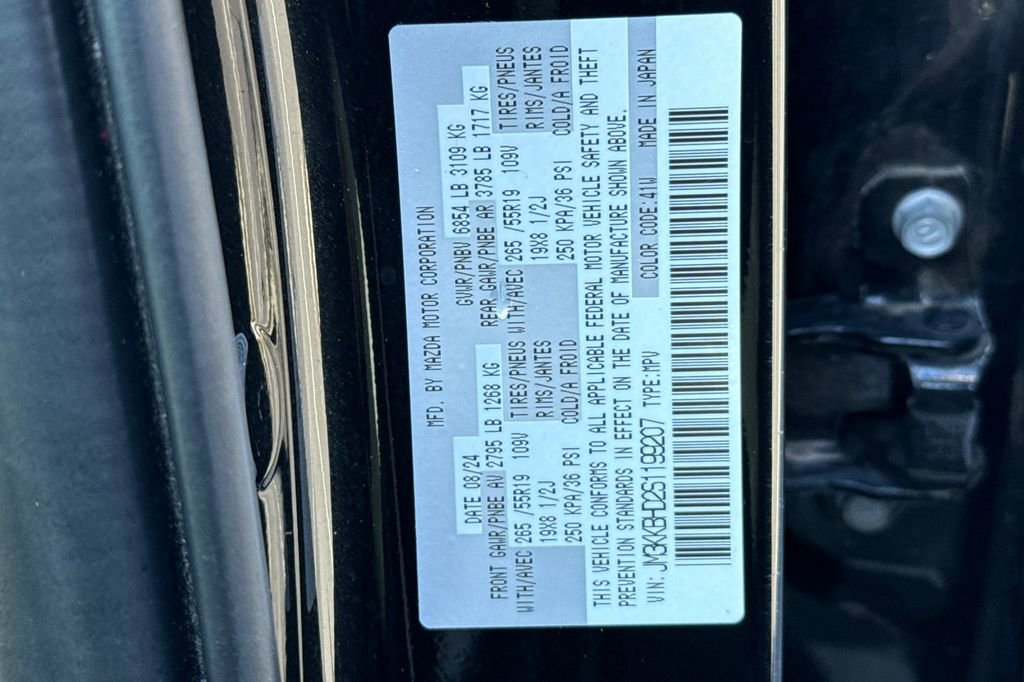 MFD. BY MAZDA MOTOR CORPORATION
DATE 08/24 GVWR/PNBV 6854 LB 3109 KG
FRONT GAWR/PNBE AV 2795 LB 1268 KG REAR GAWR/PNBE AR 3785 LB 1717 KG
WITH/AVEC 265 /55R19 109V TIRES/PNEUS WITH/AVEC 265 /55R19 109V TIRES/PNEUS
19X8 1/2J RIMS/JANTES 19X8 1/2J RIMS/JANTES
250 KPA/36 PSI COLD/A FROID 250 KPA/36 PSI COLD/A FROID
THIS VEHICLE CONFORMS TO ALL APPLICABLE FEDERAL MOTOR VEHICLE SAFETY AND THEFT
PREVENTION STANDARDS IN EFFECT ON THE DATE OF MANUFACTURE SHOWN ABOVE.
VIN: JM3KKBHD2S1199207 TYPE:MPV COLOR CODE:41W MADE IN JAPAN